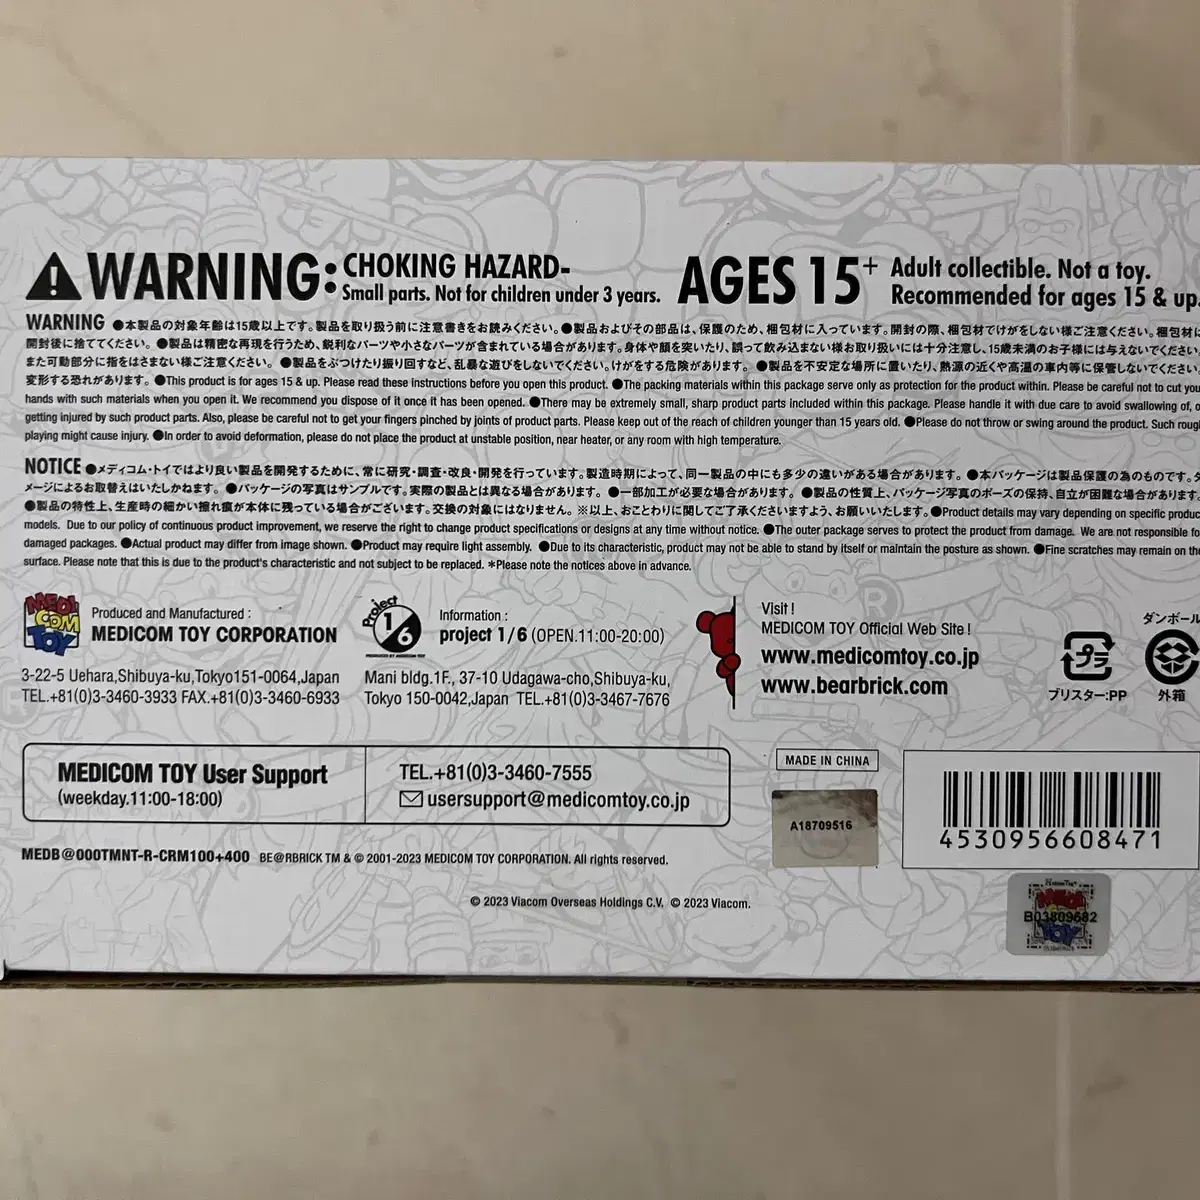 WARNING: CHOKING HAZARD-
Small parts. Not for children under 3 years.
AGES 15+ Adult collectible. Not a toy.
Recommended for ages 15 & up.
WARNING ●本製品の対象年齢は15歳以上です。製品を取り扱う前に注意書きをお読みください。●製品およびその部品は、保護のため、梱包材に入っています。開封の際、梱包材でけがをしない様ご注意ください。梱包材は
開封後に捨ててください。 ●製品は精密な再現を行うため、鋭利なパーツや小さなパーツが含まれている場合があります。身体や顔を突いたり、誤って飲み込まない様お取り扱いには十分注意し、15歳未満のお子様には与えないでください。
また可動部分に指をはさまない様ご注意ください。 ●製品をぶつけたり振り回すなど、乱暴な遊びをしないでください。けがをする危険があります。 ●製品を不安定な場所に置いたり、熱源の近くや高温の車内等に保管しないでください。
変形する恐れがあります。 ●This product is for ages 15 & up. Please read these instructions before you open this product. ●The packing materials within this package serve only as protection for the product within. Please be careful not to cut you
hands with such materials when you open it. We recommend you dispose of it once it has been opened. ●There may be extremely small, sharp product parts included within this package. Please handle it with due care to avoid swallowing of, o
getting injured by such product parts. Also, please be careful not to get your fingers pinched by joints of product parts. Please keep out of the reach of children younger than 15 years old. ●Please do not throw or swing around the product. Such roug
playing might cause injury. ●In order to avoid deformation, please do not place the product at unstable position, near heater, or any room with high temperature.
NOTICE ●メディコム・トイではより良い製品を開発するために、常に研究・調査・改良・開発を行っています。製造時期によって、同一製品の中にも多少の違いがある場合があります。 ●本パッケージは製品保護の為のものです。ダ
メージによるお取替えはいたしかねます。 ●パッケージの写真はサンプルです。実際の製品とは異なる場合があります。 ●一部加工が必要な場合があります。 ●製品の性質上、パッケージ写真のポーズの保持、自立が困難な場合があります。
●製品の特性上、生産時の細かい擦れ痕が本体に残っている場合がございます。交換の対象にはなりません。※以上、おことわりに関してご了承くださいますよう、お願いいたします。●Product details may vary depending on specific produc
models. Due to our policy of continuous product improvement, we reserve the right to change product specifications or designs at any time without notice. ●The outer package serves to protect the product from damage. We are not responsible fo
damaged packages. ●Actual product may differ from image shown. ●Product may require light assembly. ●Due to its characteristic, product may not be able to stand by itself or maintain the posture as shown. ●Fine scratches may remain on the
surface. Please note that this is due to the product's characteristic and not subject to be replaced. *Please note the notices above in advance.
MEDI COM TOY
Produced and Manufactured :
MEDICOM TOY CORPORATION
3-22-5 Uehara,Shibuya-ku,Tokyo151-0064,Japan
TEL.+81(0)3-3460-3933 FAX.+81(0)3-3460-6933
Project 1/6
PRODUCED BY MEDICOM TOY
Information :
project 1/6 (OPEN.11:00-20:00)
Mani bldg.1F., 37-10 Udagawa-cho,Shibuya-ku,
Tokyo 150-0042,Japan TEL.+81(0)3-3467-7676
Visit !
MEDICOM TOY Official Web Site !
www.medicomtoy.co.jp
www.bearbrick.com
プラ
ブリスター:PP
ダンボール
外箱
MEDICOM TOY User Support
(weekday.11:00-18:00)
TEL.+81(0)3-3460-7555
usersupport@medicomtoy.co.jp
MADE IN CHINA
A18709516
4530956608471
MEDB@000TMNT-R-CRM100+400 BE@RBRICK TM & © 2001-2023 MEDICOM TOY CORPORATION. All rights reserved.
© 2023 Viacom Overseas Holdings C.V. © 2023 Viacom.
MEDI
B03809682
TOY